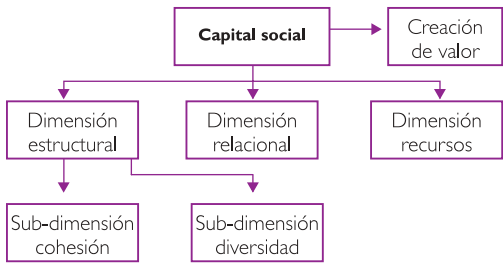 Capital social
Creación
de valor
Dimensión
estructural
Dimensión
relacional
Dimensión
recursos
Sub-dimensión
cohesión
Sub-dimensión
diversidad